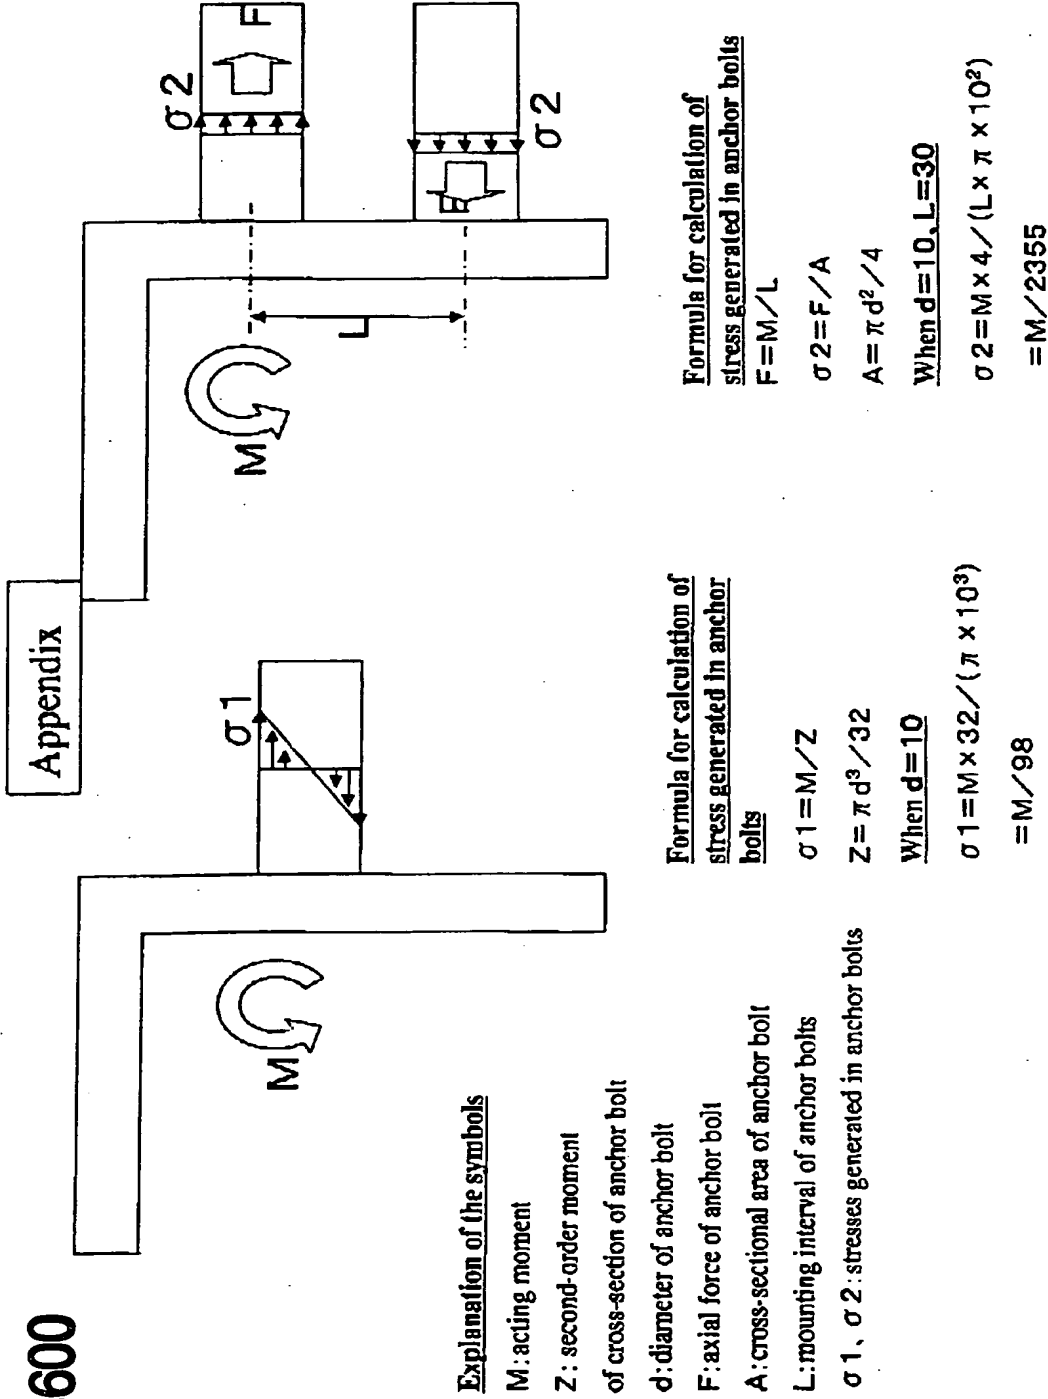 600
Appendix
M
σ1
M
L
σ2
F
F
σ2
Explanation of the symbols
M:acting moment
Z: second-order moment
of cross-section of anchor bolt
d:diameter of anchor bolt
F:axial force of anchor bolt
A:cross-sectional area of anchor bolt
L:mounting interval of anchor bolts
σ1、σ2:stresses generated in anchor bolts
Formula for calculation of
stress generated in anchor
bolts
σ1=M/Z
Z=πd³/32
When d=10
σ1=M×32/(π×10³)
=M/98
Formula for calculation of
stress generated in anchor bolts
F=M/L
σ2=F/A
A=πd²/4
When d=10, L=30
σ2=M×4/(L×π×10²)
=M/2355